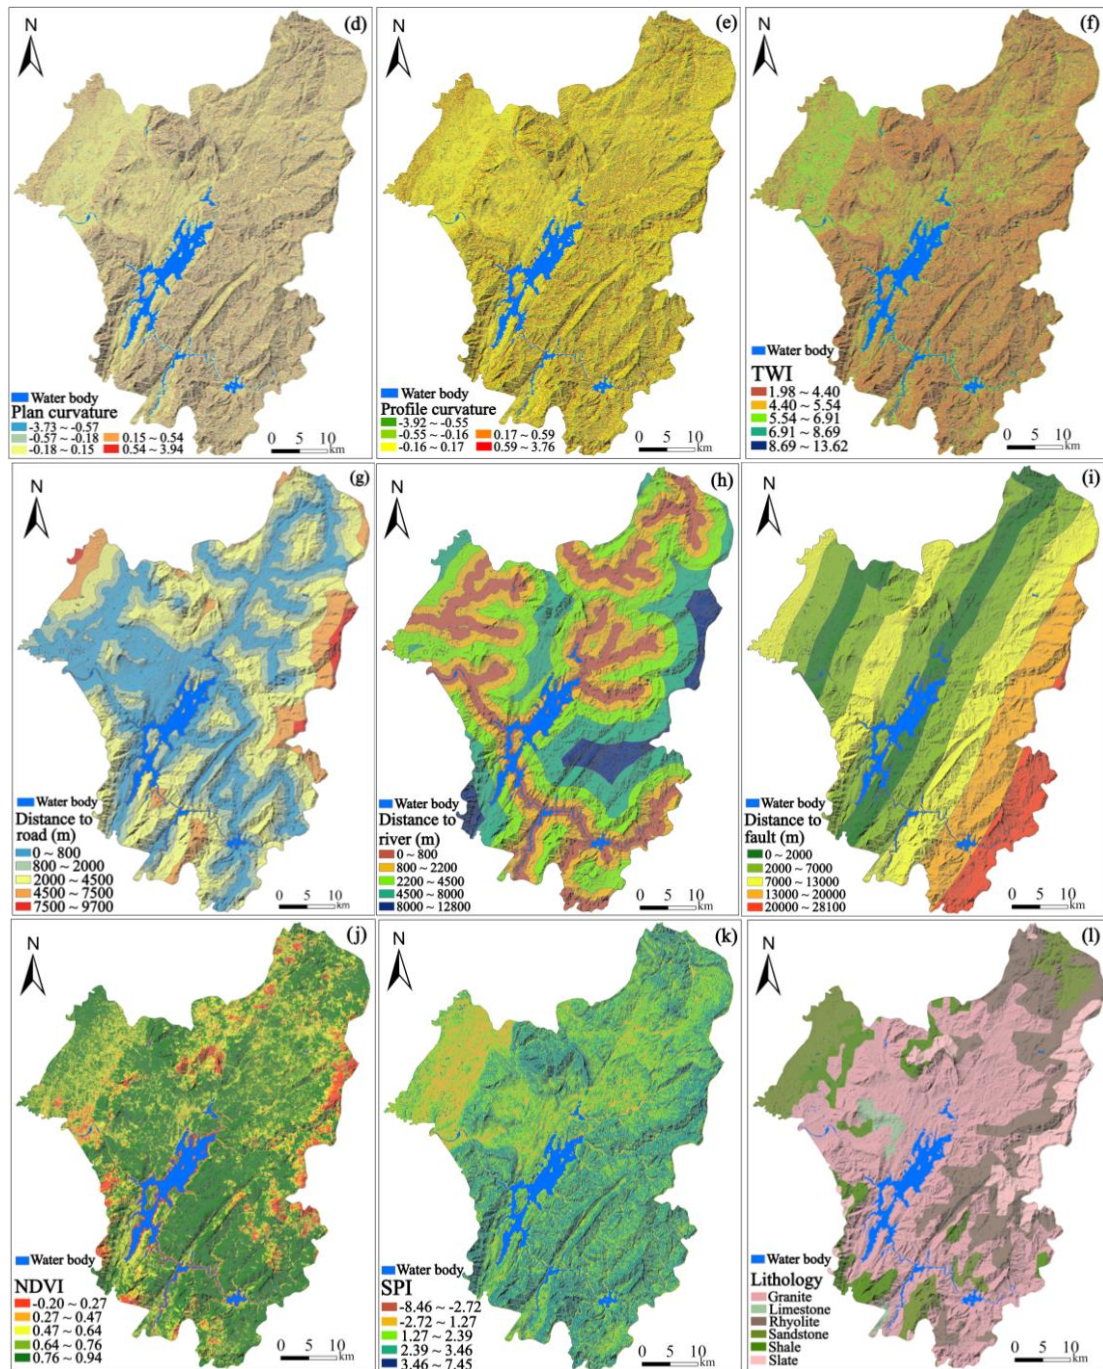 N
(d)
Water body
Plan curvature
-3.73 ~ -0.57
-0.57 ~ -0.18
-0.18 ~ 0.15
0.15 ~ 0.54
0.54 ~ 3.94
0 5 10
km
N
(e)
Water body
Profile curvature
-3.92 ~ -0.55
-0.55 ~ -0.16
-0.16 ~ 0.17
0.17 ~ 0.59
0.59 ~ 3.76
0 5 10
km
N
(f)
Water body
TWI
1.98 ~ 4.40
4.40 ~ 5.54
5.54 ~ 6.91
6.91 ~ 8.69
8.69 ~ 13.62
0 5 10
km
N
(g)
Water body
Distance to
road (m)
0 ~ 800
800 ~ 2000
2000 ~ 4500
4500 ~ 7500
7500 ~ 9700
0 5 10
km
N
(h)
Water body
Distance to
river (m)
0 ~ 800
800 ~ 2200
2200 ~ 4500
4500 ~ 8000
8000 ~ 12800
0 5 10
km
N
(i)
Water body
Distance to
fault (m)
0 ~ 2000
2000 ~ 7000
7000 ~ 13000
13000 ~ 20000
20000 ~ 28100
0 5 10
km
N
(j)
Water body
NDVI
-0.20 ~ 0.27
0.27 ~ 0.47
0.47 ~ 0.64
0.64 ~ 0.76
0.76 ~ 0.94
0 5 10
km
N
(k)
Water body
SPI
-8.46 ~ -2.72
-2.72 ~ 1.27
1.27 ~ 2.39
2.39 ~ 3.46
3.46 ~ 7.45
0 5 10
km
N
(l)
Water body
Lithology
Granite
Limestone
Rhyolite
Sandstone
Shale
Slate
0 5 10
km